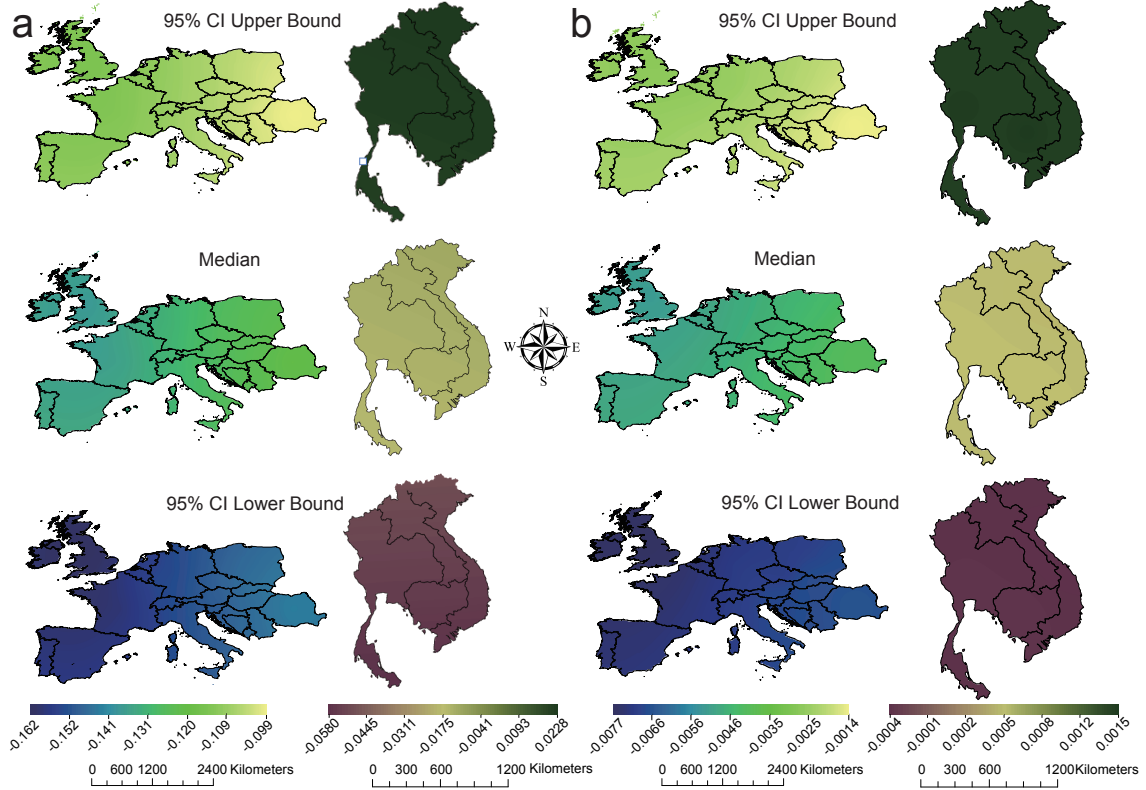 a
95% CI Upper Bound
b
95% CI Upper Bound
Median
Median
N
W
E
S
95% CI Lower Bound
95% CI Lower Bound
-0.162
-0.152
-0.141
-0.131
-0.120
-0.109
-0.099
-0.0580
-0.0445
-0.0311
-0.0175
-0.0041
0.0093
0.0228
-0.0077
-0.0066
-0.0056
-0.0046
-0.0035
-0.0025
-0.0014
-0.0004
-0.0001
0.0002
0.0005
0.0008
0.0012
0.0015
0 600 1200 2400 Kilometers
0 300 600 1200 Kilometers
0 600 1200 2400 Kilometers
0 300 600 1200Kilometers